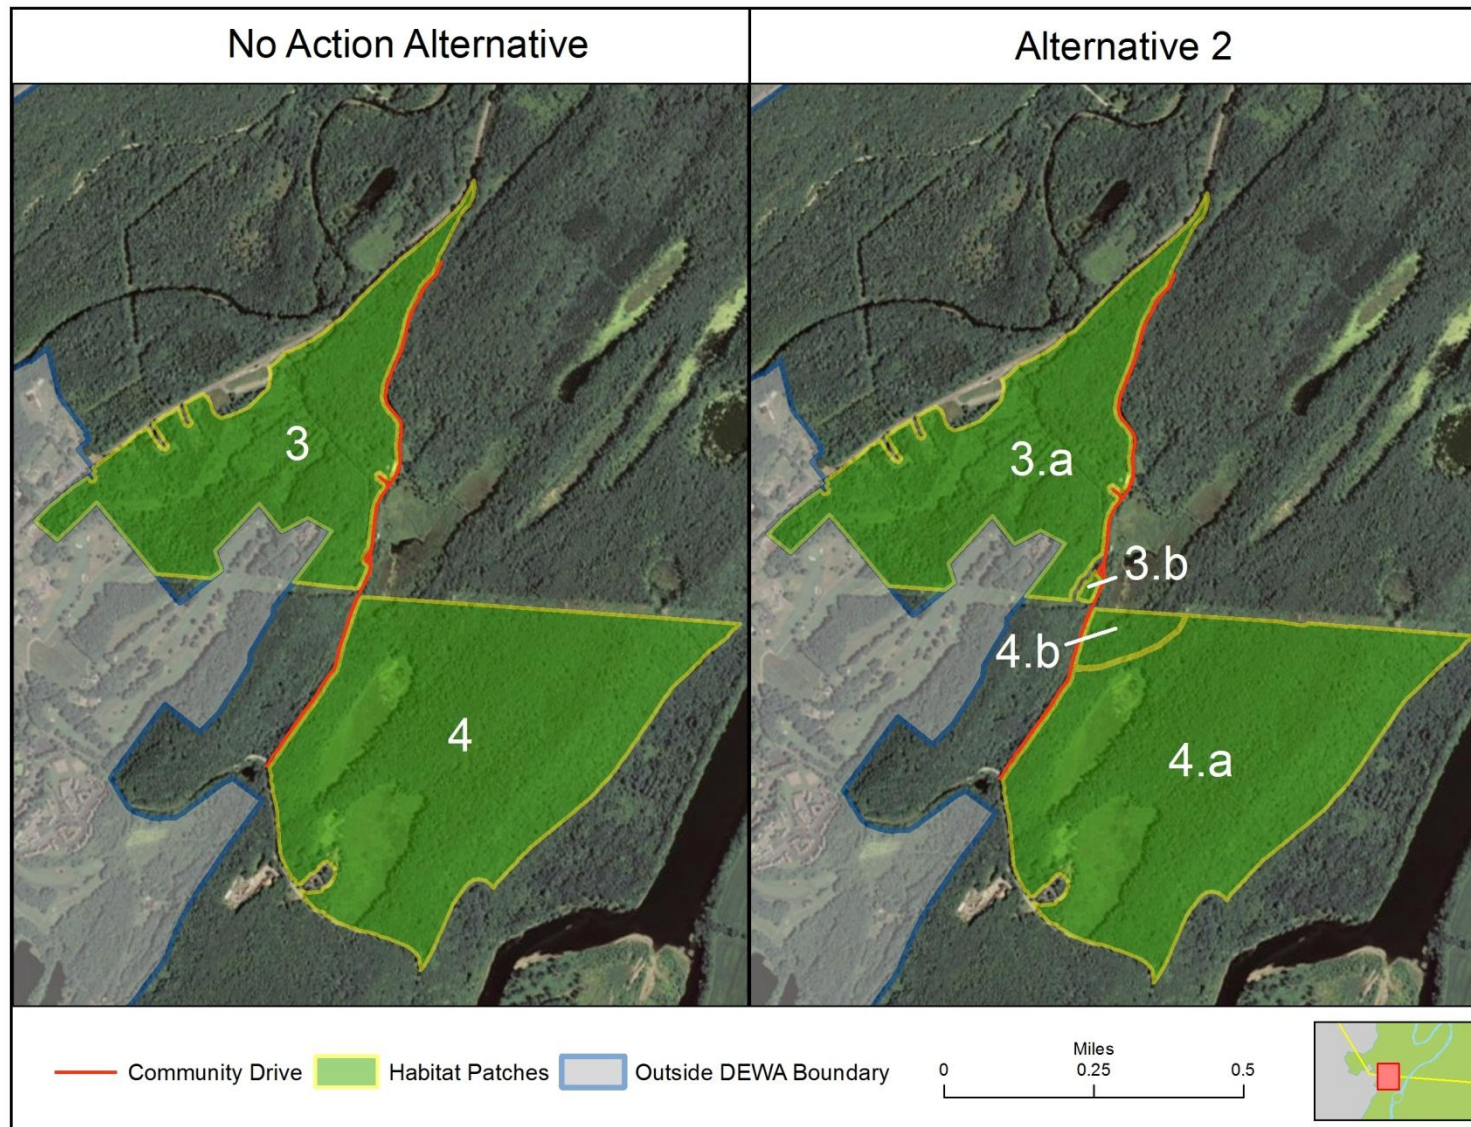 No Action Alternative
Alternative 2
3
4
3.a
3.b
4.b
4.a
Community Drive
Habitat Patches
Outside DEWA Boundary
Miles
0 0.25 0.5